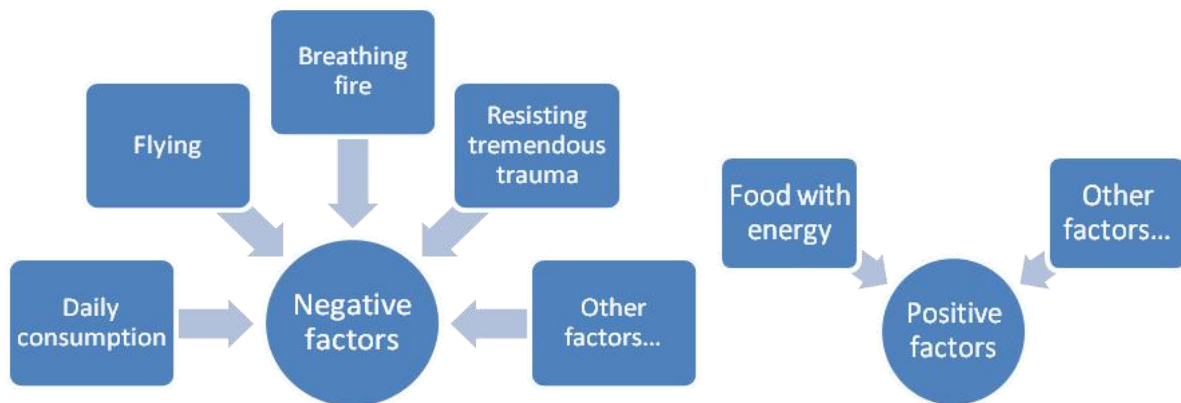 Breathing
fire
Flying
Resisting
tremendous
trauma
Daily
consumption
Negative
factors
Other
factors...
Food with
energy
Other
factors...
Positive
factors